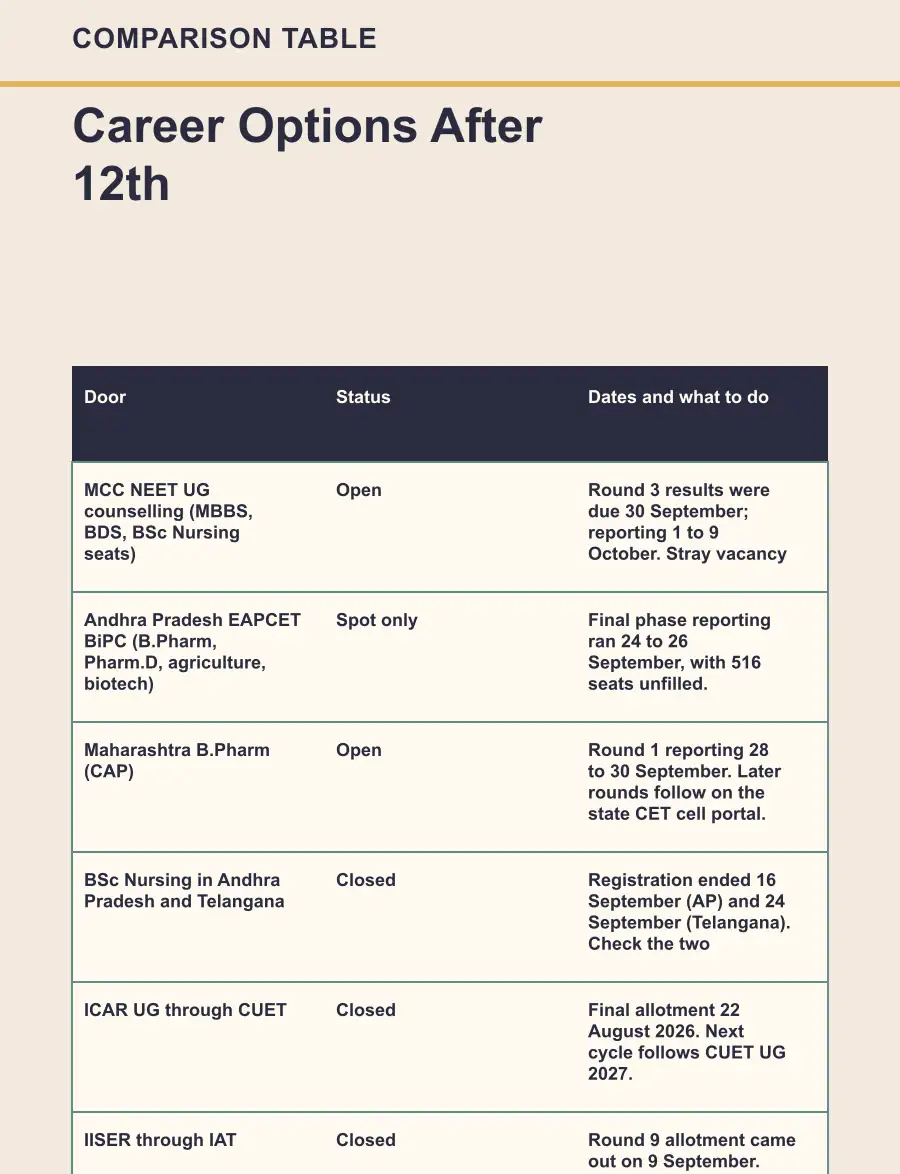 COMPARISON TABLE
Career Options After
12th
Door
Status
Dates and what to do
MCC NEET UG
counselling (MBBS,
BDS, BSc Nursing
seats)
Open
Round 3 results were
due 30 September;
reporting 1 to 9
October. Stray vacancy
Andhra Pradesh EAPCET
BiPC (B.Pharm,
Pharm.D, agriculture,
biotech)
Spot only
Final phase reporting
ran 24 to 26
September, with 516
seats unfilled.
Maharashtra B.Pharm
(CAP)
Open
Round 1 reporting 28
to 30 September. Later
rounds follow on the
state CET cell portal.
BSc Nursing in Andhra
Pradesh and Telangana
Closed
Registration ended 16
September (AP) and 24
September (Telangana).
Check the two
ICAR UG through CUET
Closed
Final allotment 22
August 2026. Next
cycle follows CUET UG
2027.
IISER through IAT
Closed
Round 9 allotment came
out on 9 September.